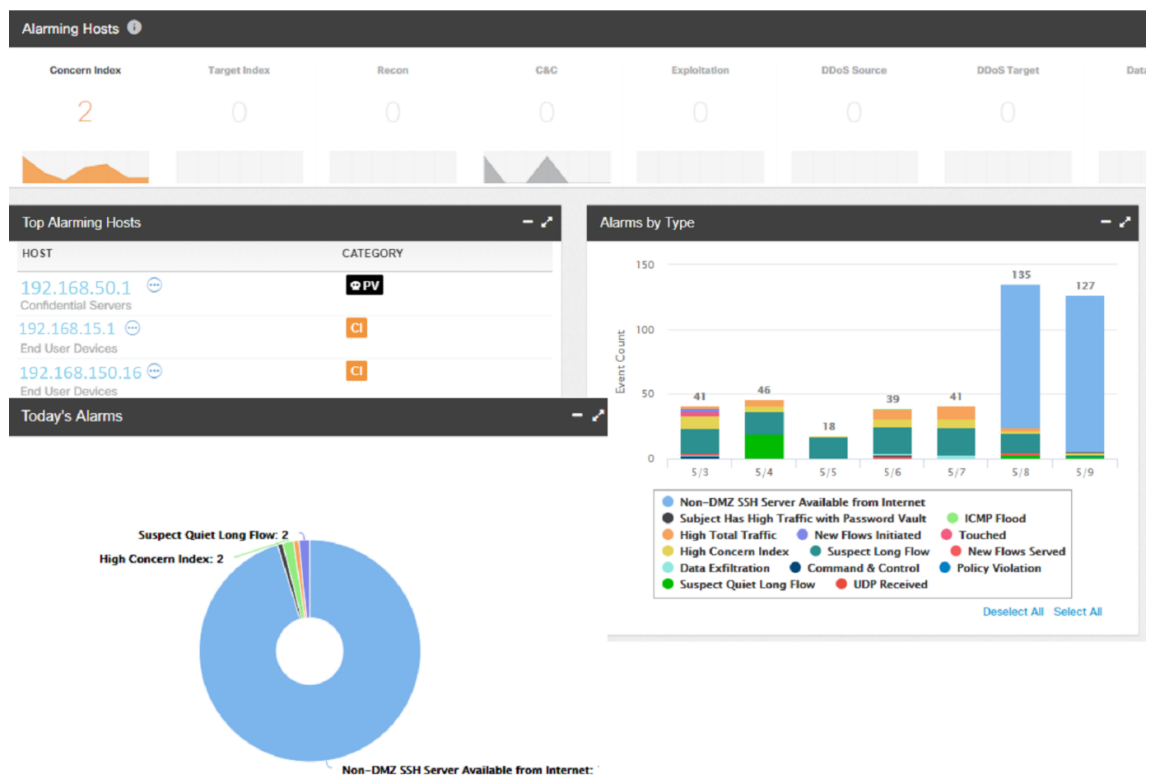 Alarming Hosts
Concern Index Target Index Recon C&C Exploitation DDoS Source DDoS Target Data
2 0 0 0 0 0 0
Top Alarming Hosts
HOST CATEGORY
192.168.50.1 PV
Confidential Servers
192.168.15.1 CI
End User Devices
192.168.150.16 CI
End User Devices
Alarms by Type
Event Count
150
100
50
0
41 46 18 39 41 135 127
5/3 5/4 5/5 5/6 5/7 5/8 5/9
Non-DMZ SSH Server Available from Internet
Subject Has High Traffic with Password Vault ICMP Flood
High Total Traffic New Flows Initiated Touched
High Concern Index Suspect Long Flow New Flows Served
Data Exfiltration Command & Control Policy Violation
Suspect Quiet Long Flow UDP Received
Deselect All Select All
Today's Alarms
Suspect Quiet Long Flow: 2
High Concern Index: 2
Non-DMZ SSH Server Available from Internet: